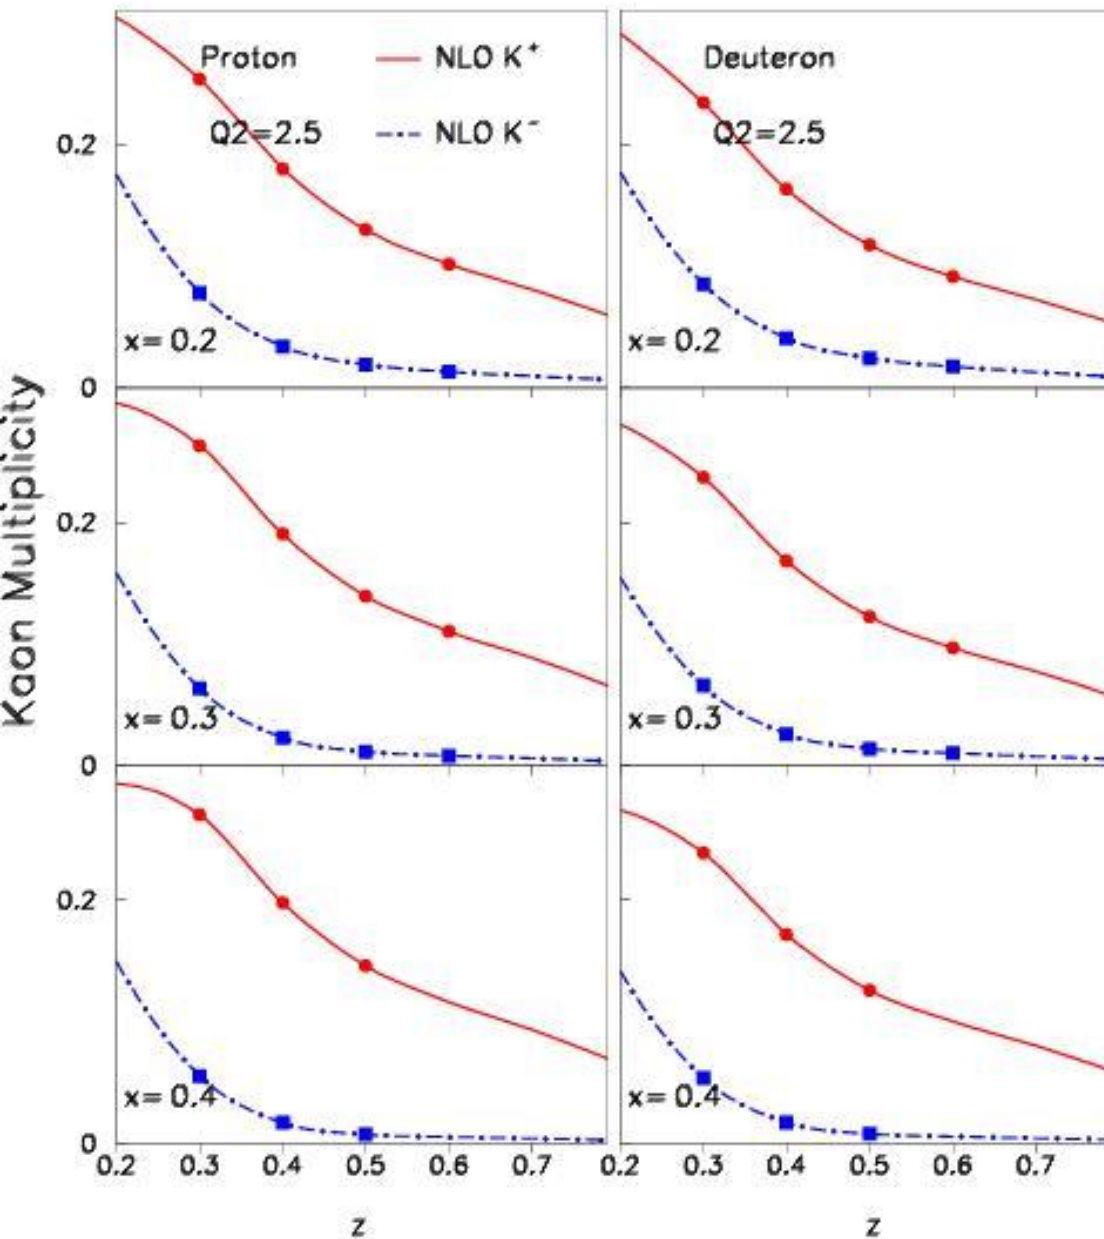 Kaon Multiplicity
Proton
NLO K⁺
Q2=2.5
NLO K⁻
0.2
x= 0.2
0
Deuteron
Q2=2.5
x= 0.2
0.2
x= 0.3
0
x= 0.3
0.2
x= 0.4
0
x= 0.4
0.2 0.3 0.4 0.5 0.6 0.7 0.2 0.3 0.4 0.5 0.6 0.7
z z